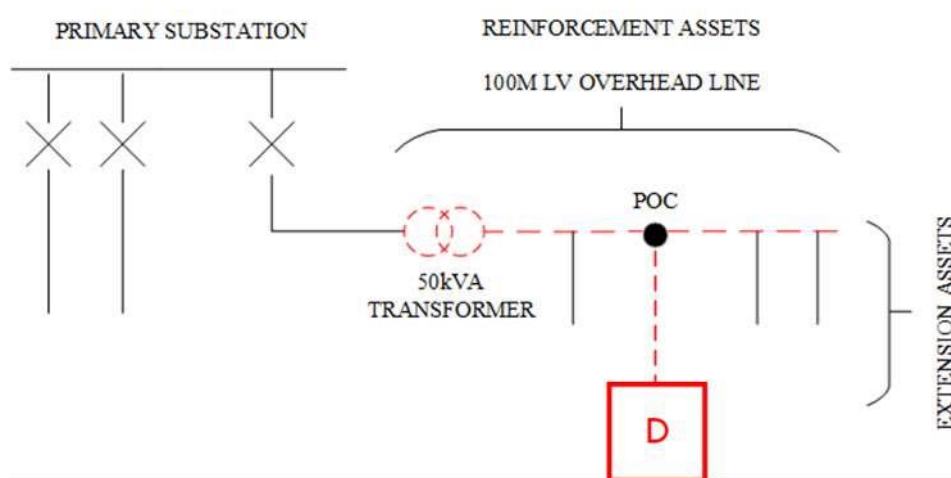 PRIMARY SUBSTATION
REINFORCEMENT ASSETS
100M LV OVERHEAD LINE
POC
50kVA
TRANSFORMER
EXTENSION ASSETS
D